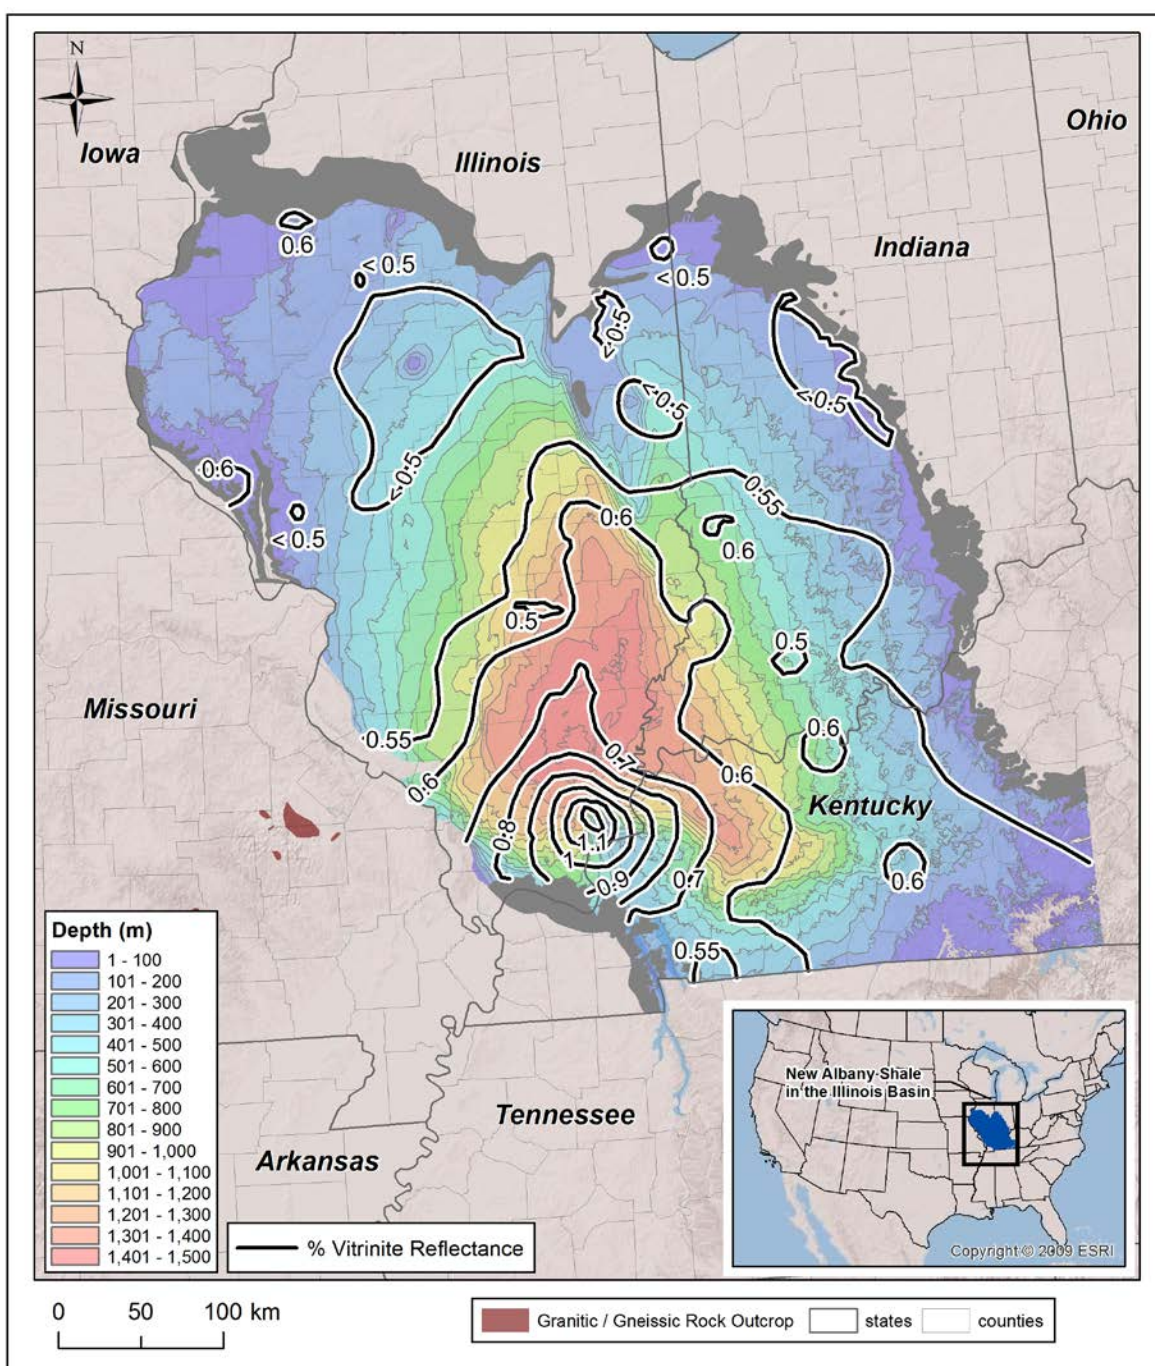 N
Iowa
Illinois
Ohio
Indiana
0.6
< 0.5
< 0.5
<0.5
<0.5
<0.5
<0.5
0.6
< 0.5
0.55
0.6
0.6
0.5
0.5
Missouri
0.55
0.6
0.7
0.6
0.6
Kentucky
0.8
1.1
1
0.9
0.7
0.6
0.55
Depth (m)
1 - 100
101 - 200
201 - 300
301 - 400
401 - 500
501 - 600
601 - 700
701 - 800
801 - 900
901 - 1,000
1,001 - 1,100
1,101 - 1,200
1,201 - 1,300
1,301 - 1,400
1,401 - 1,500
Tennessee
Arkansas
% Vitrinite Reflectance
New Albany Shale
in the Illinois Basin
Copyright © 2009 ESRI
0 50 100 km
Granitic / Gneissic Rock Outcrop states counties